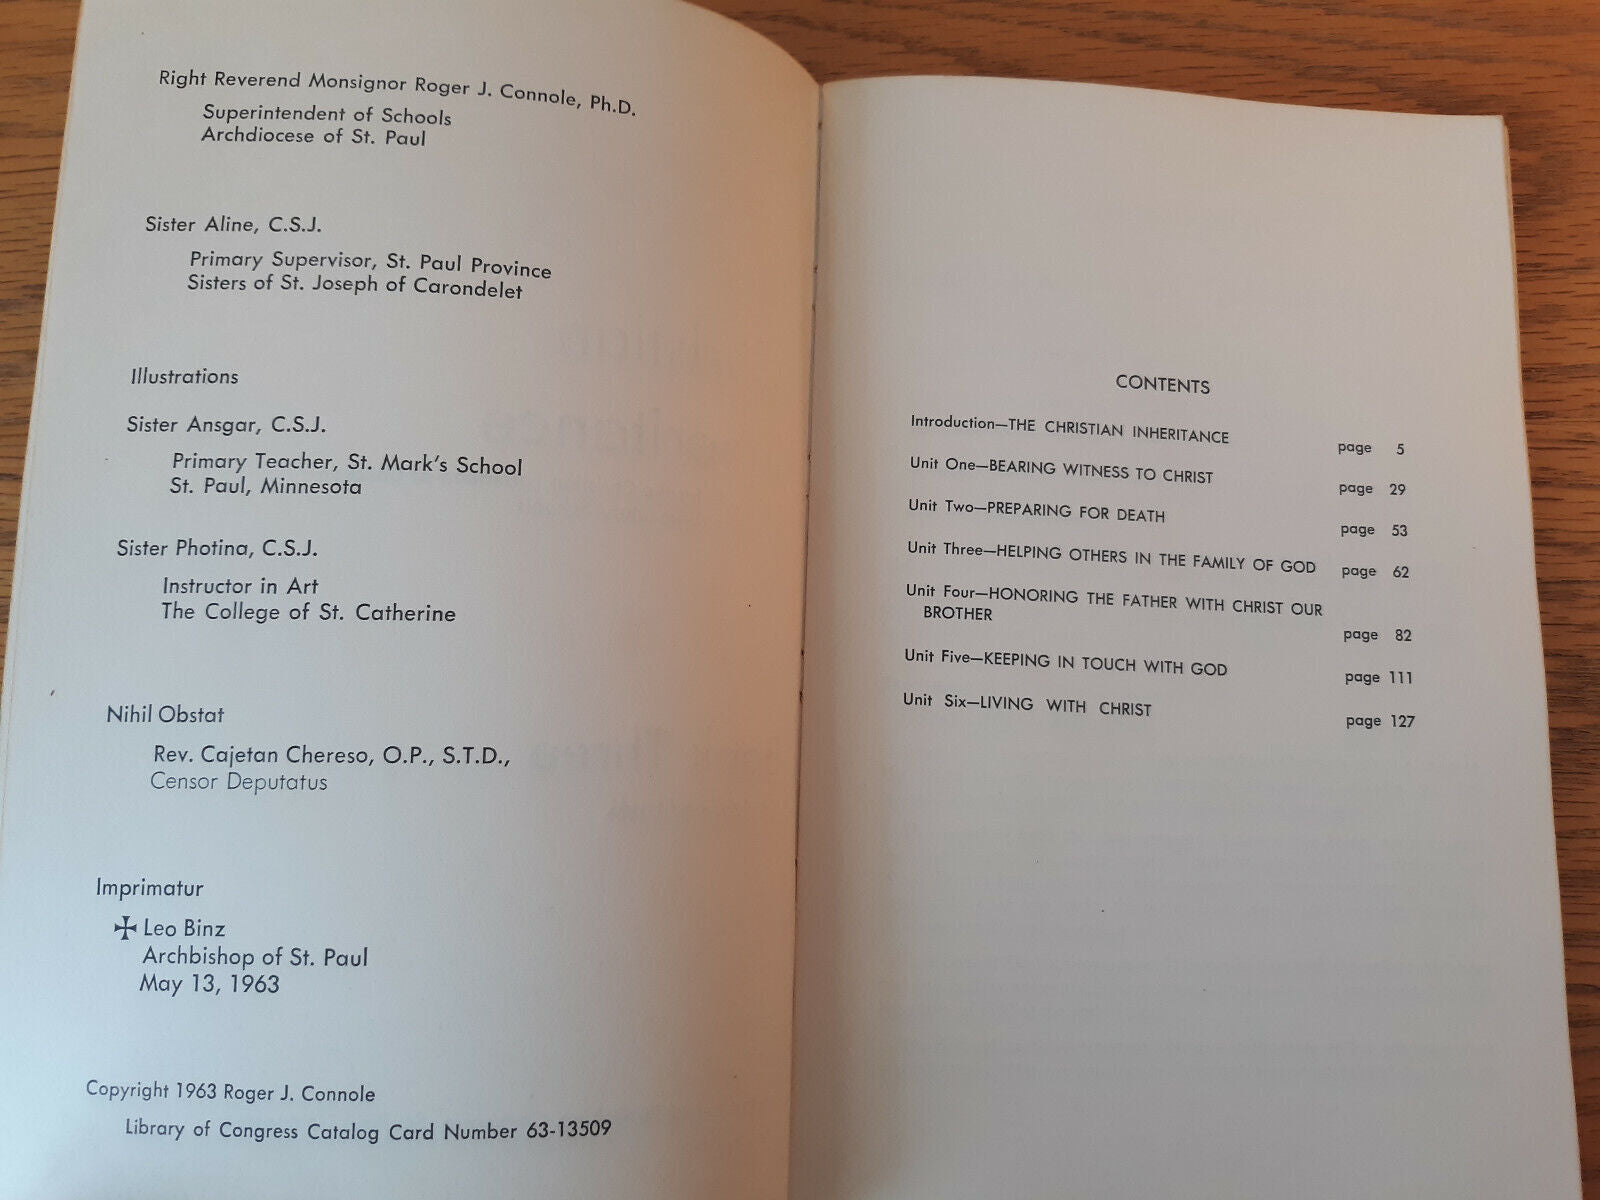 Right Reverend Monsignor Roger J. Connole, Ph.D.
Superintendent of Schools
Archdiocese of St. Paul
Sister Aline, C.S.J.
Primary Supervisor, St. Paul Province
Sisters of St. Joseph of Carondelet
Illustrations
Sister Ansgar, C.S.J.
Primary Teacher, St. Mark's School
St. Paul, Minnesota
Sister Photina, C.S.J.
Instructor in Art
The College of St. Catherine
Nihil Obstat
Rev. Cajetan Chereso, O.P., S.T.D.,
Censor Deputatus
Imprimatur
✠ Leo Binz
Archbishop of St. Paul
May 13, 1963
Copyright 1963 Roger J. Connole
Library of Congress Catalog Card Number 63-13509
CONTENTS
Introduction—THE CHRISTIAN INHERITANCE page 5
Unit One—BEARING WITNESS TO CHRIST page 29
Unit Two—PREPARING FOR DEATH page 53
Unit Three—HELPING OTHERS IN THE FAMILY OF GOD page 62
Unit Four—HONORING THE FATHER WITH CHRIST OUR
BROTHER page 82
Unit Five—KEEPING IN TOUCH WITH GOD page 111
Unit Six—LIVING WITH CHRIST page 127